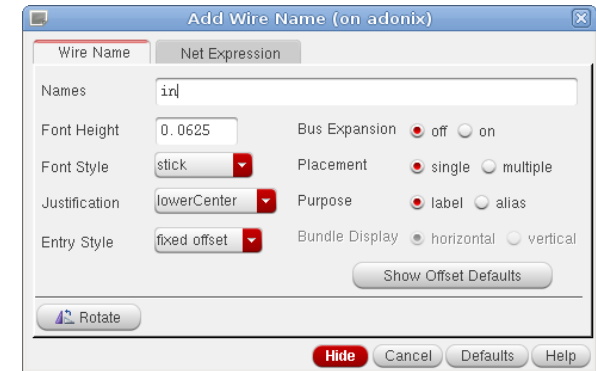 Add Wire Name (on adonix)
Wire Name Net Expression
Names in
Font Height 0.0625 Bus Expansion off on
Font Style stick Placement single multiple
Justification lowerCenter Purpose label alias
Entry Style fixed offset Bundle Display horizontal vertical
Show Offset Defaults
Rotate
Hide Cancel Defaults Help